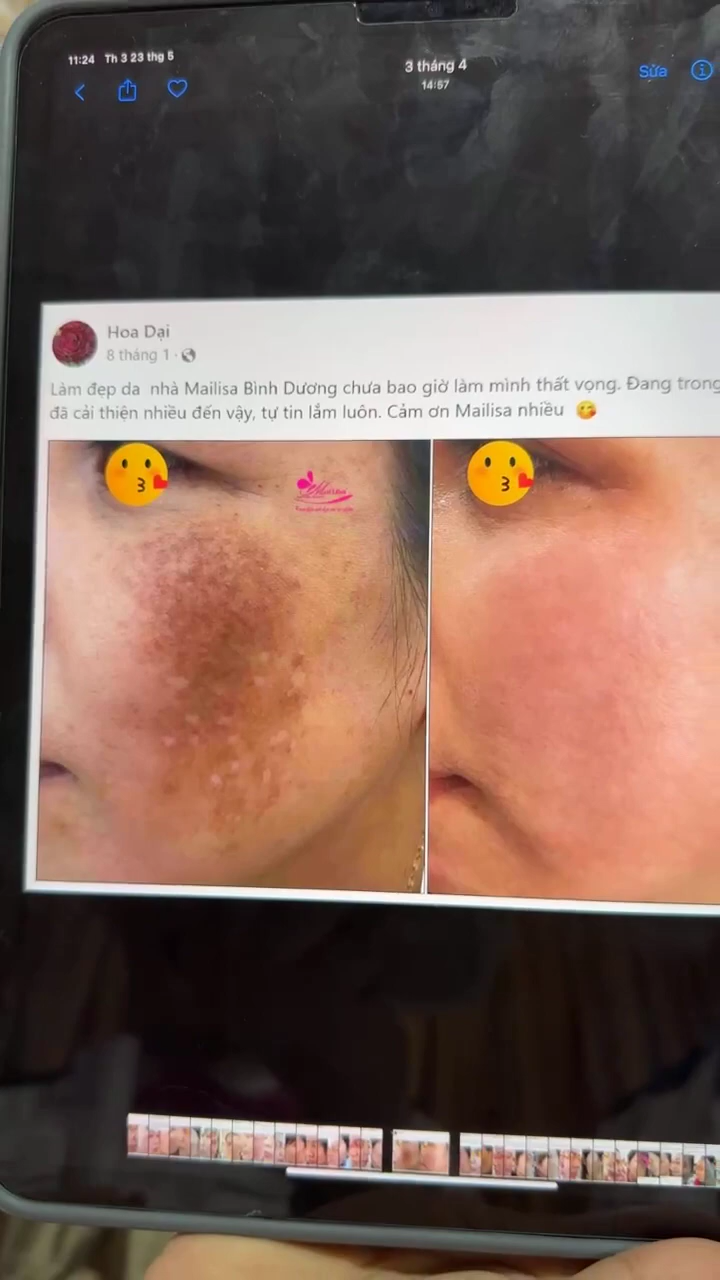 11:24 Th 3 23 thg 5
3 tháng 4
14:57
Sửa
Hoa Dại
8 tháng 1 ·
Làm đẹp da nhà Mailisa Bình Dương chưa bao giờ làm mình thất vọng. Đang trong
đã cải thiện nhiều đến vậy, tự tin lắm luôn. Cảm ơn Mailisa nhiều
Mailisa